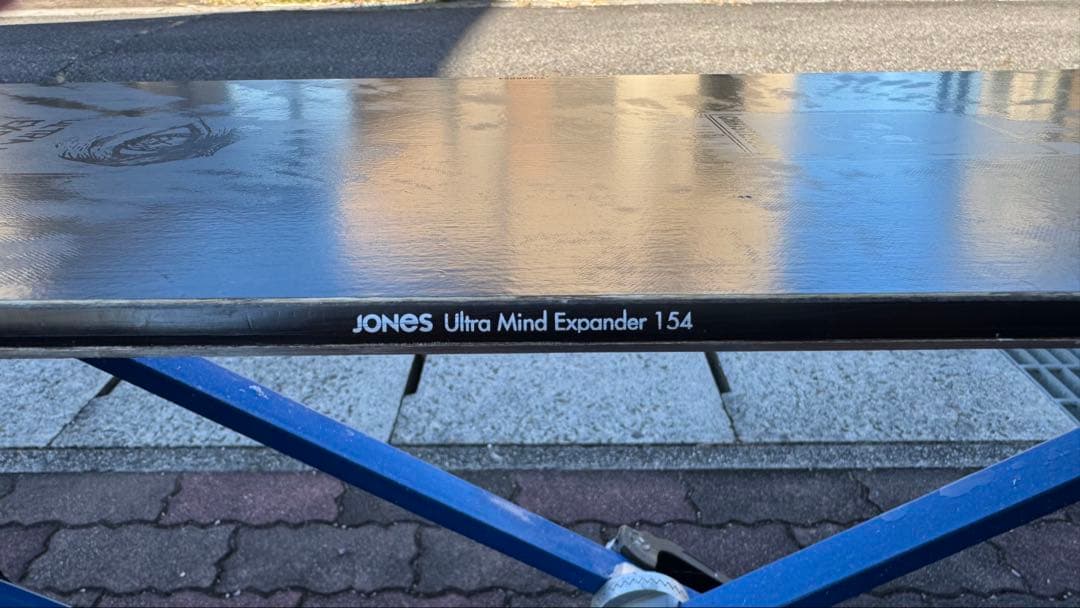 JONES Ultra Mind Expander 154